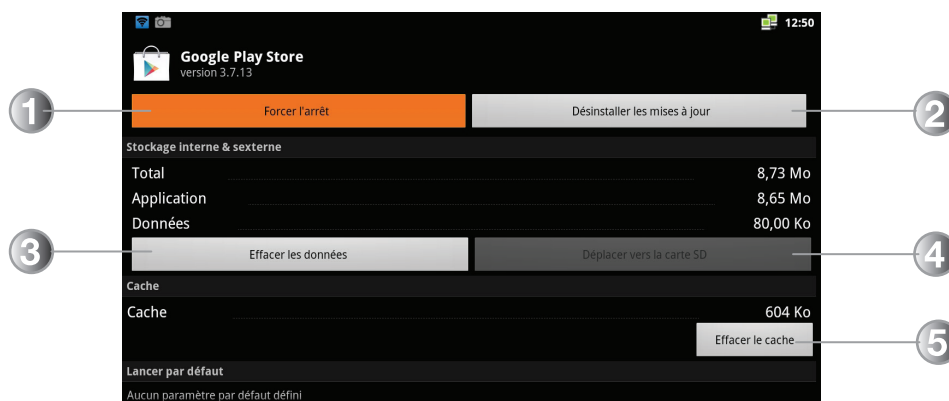 12:50
Google Play Store
version 3.7.13
1
Forcer l'arrêt
Désinstaller les mises à jour
2
Stockage interne & sexterne
Total 8,73 Mo
Application 8,65 Mo
Données 80,00 Ko
3
Effacer les données
Déplacer vers la carte SD
4
Cache
Cache 604 Ko
Effacer le cache
5
Lancer par défaut
Aucun paramètre par défaut défini